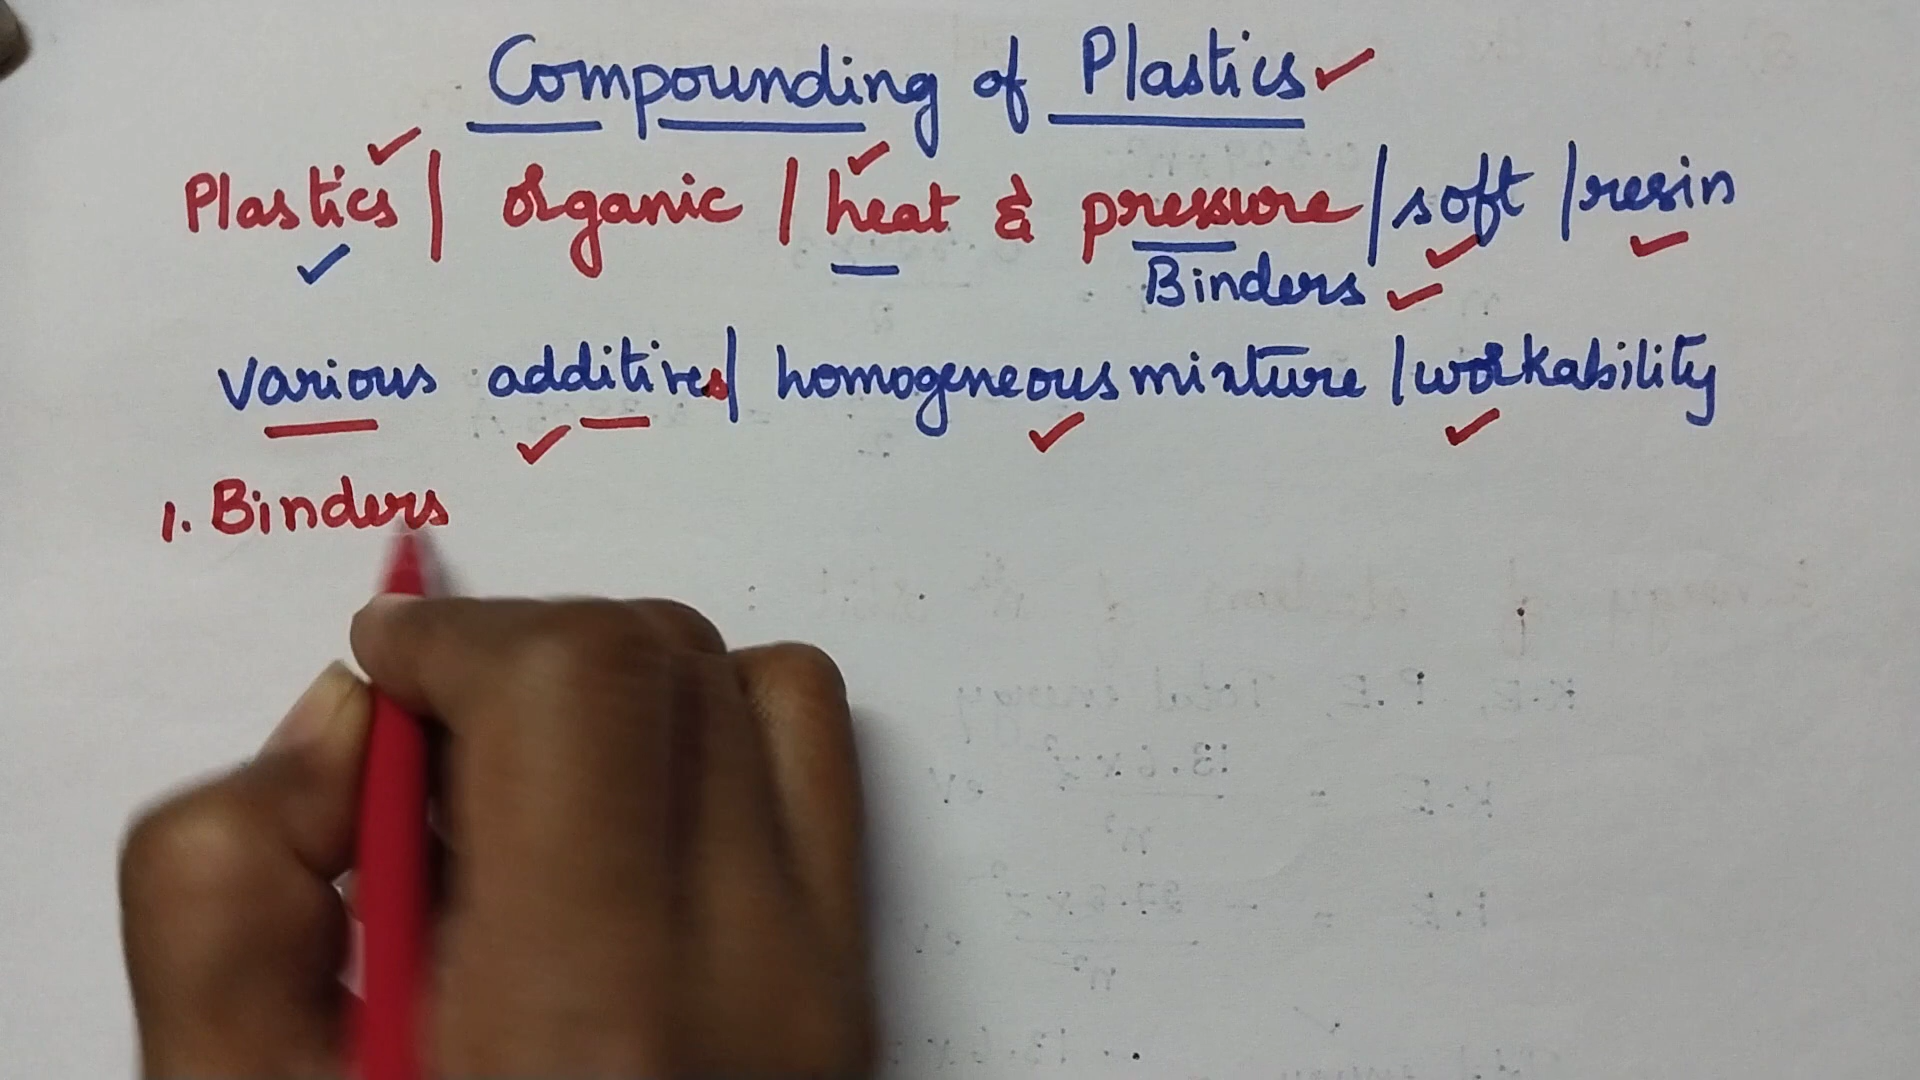 Compounding of Plastics
Plastics / organic / heat & pressure / soft / resin
Binders
various additives / homogeneous mixture / workability
1. Binders